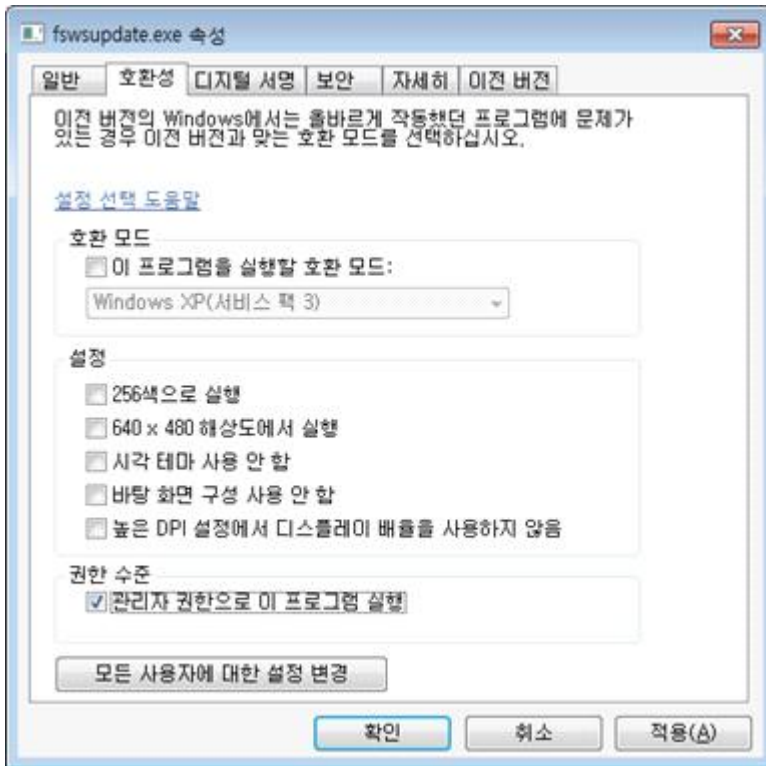 fswsupdate.exe 속성
일반 호환성 디지털 서명 보안 자세히 이전 버전
이전 버전의 Windows에서는 올바르게 작동했던 프로그램에 문제가
있는 경우 이전 버전과 맞는 호환 모드를 선택하십시오.
설정 선택 도움말
호환 모드
이 프로그램을 실행할 호환 모드:
Windows XP(서비스 팩 3)
설정
256색으로 실행
640 x 480 해상도에서 실행
시각 테마 사용 안 함
바탕 화면 구성 사용 안 함
높은 DPI 설정에서 디스플레이 배율을 사용하지 않음
권한 수준
관리자 권한으로 이 프로그램 실행
모든 사용자에 대한 설정 변경
확인 취소 적용(A)